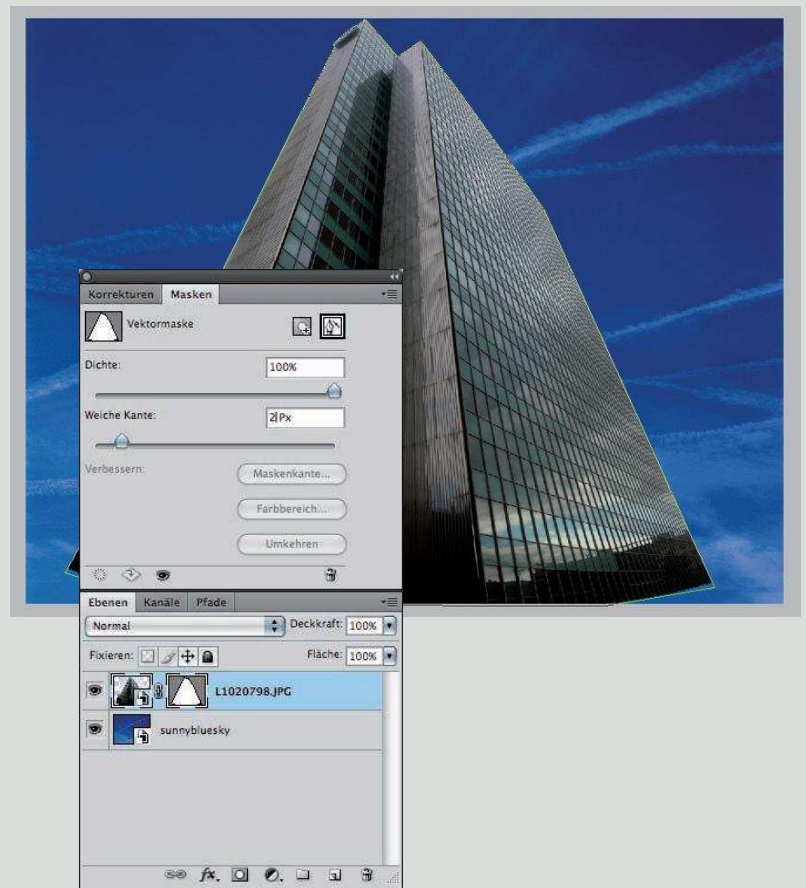 Korrekturen Masken
Vektormaske
Dichte: 100%
Weiche Kante: 2 Px
Verbessern: Maskenkante...
Farbbereich...
Umkehren
Ebenen Kanäle Pfade
Normal Deckkraft: 100%
Fixieren: Fläche: 100%
L1020798.JPG
sunnybluesky
fx.